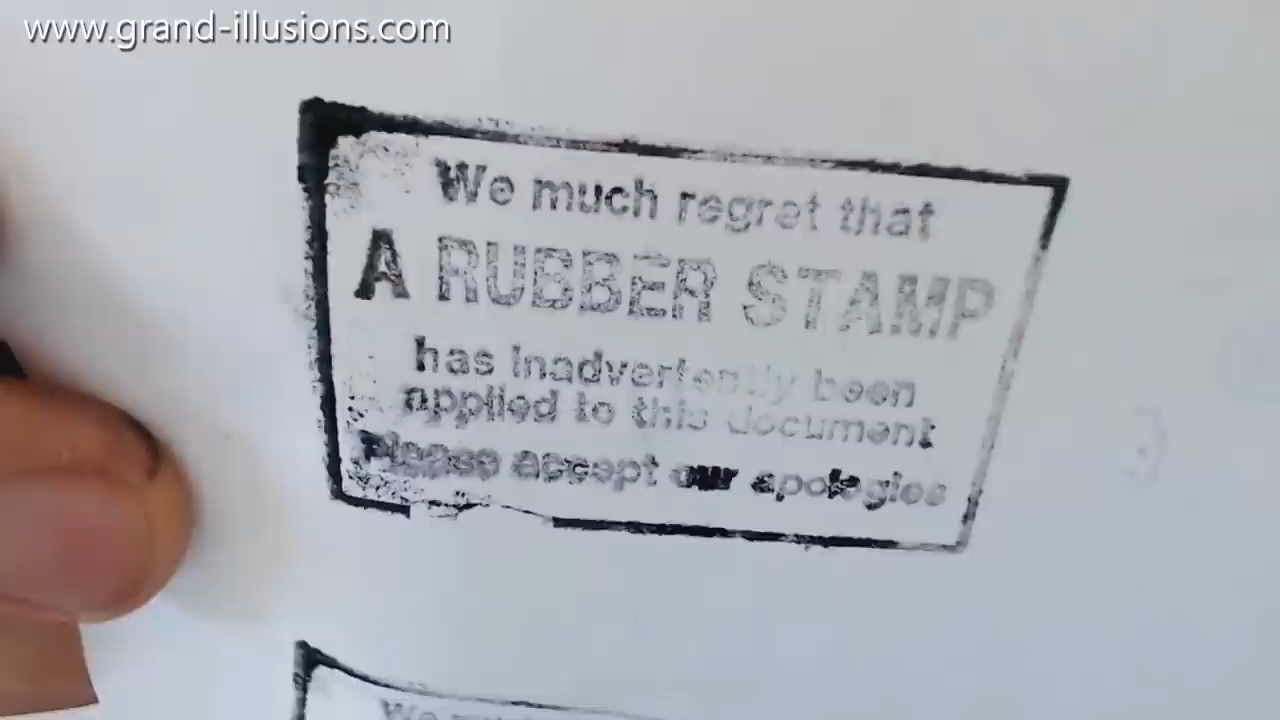 www.grand-illusions.com
We much regret that
A RUBBER STAMP
has inadvertently been
applied to this document
Please accept our apologies
We